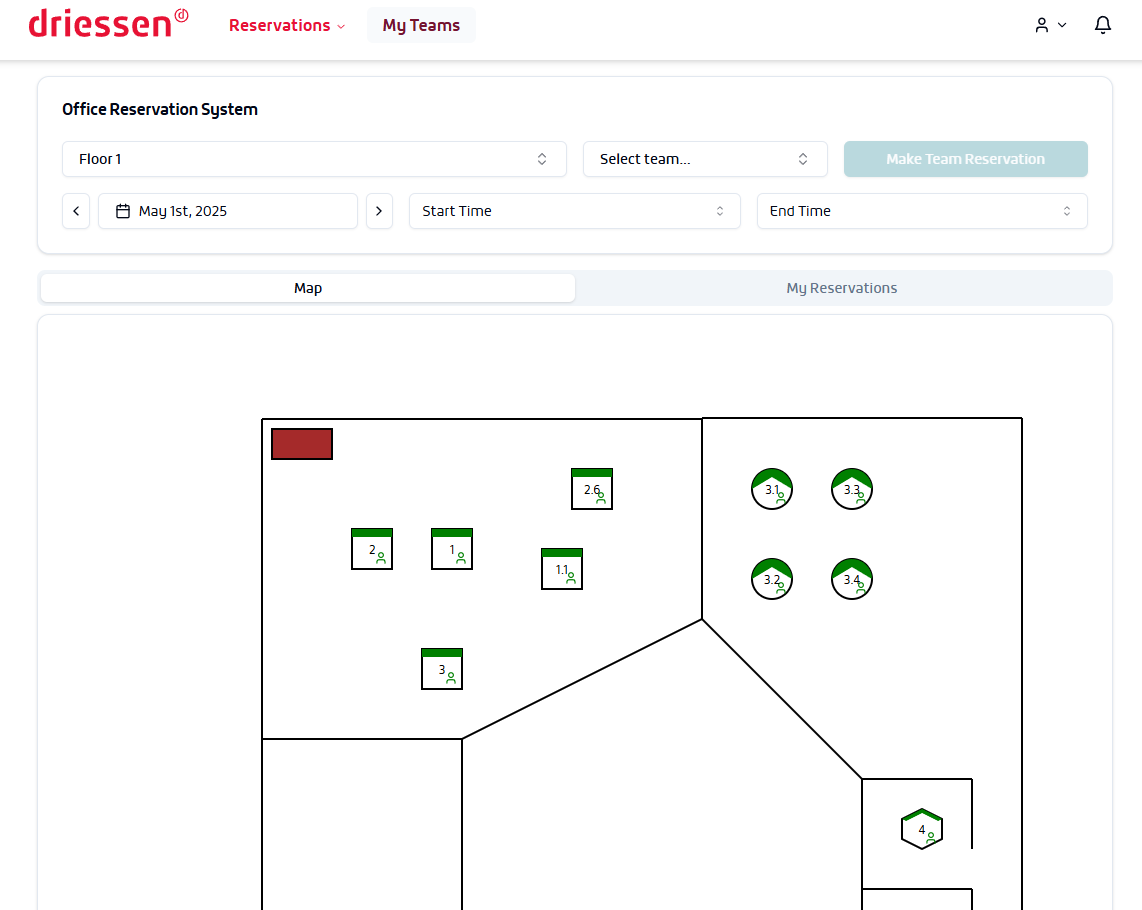 driessen
Reservations My Teams
Office Reservation System
Floor 1 Select team... Make Team Reservation
May 1st, 2025 Start Time End Time
Map My Reservations
2.6 3.1 3.3
2 1 1.1 3.2 3.4
3
4